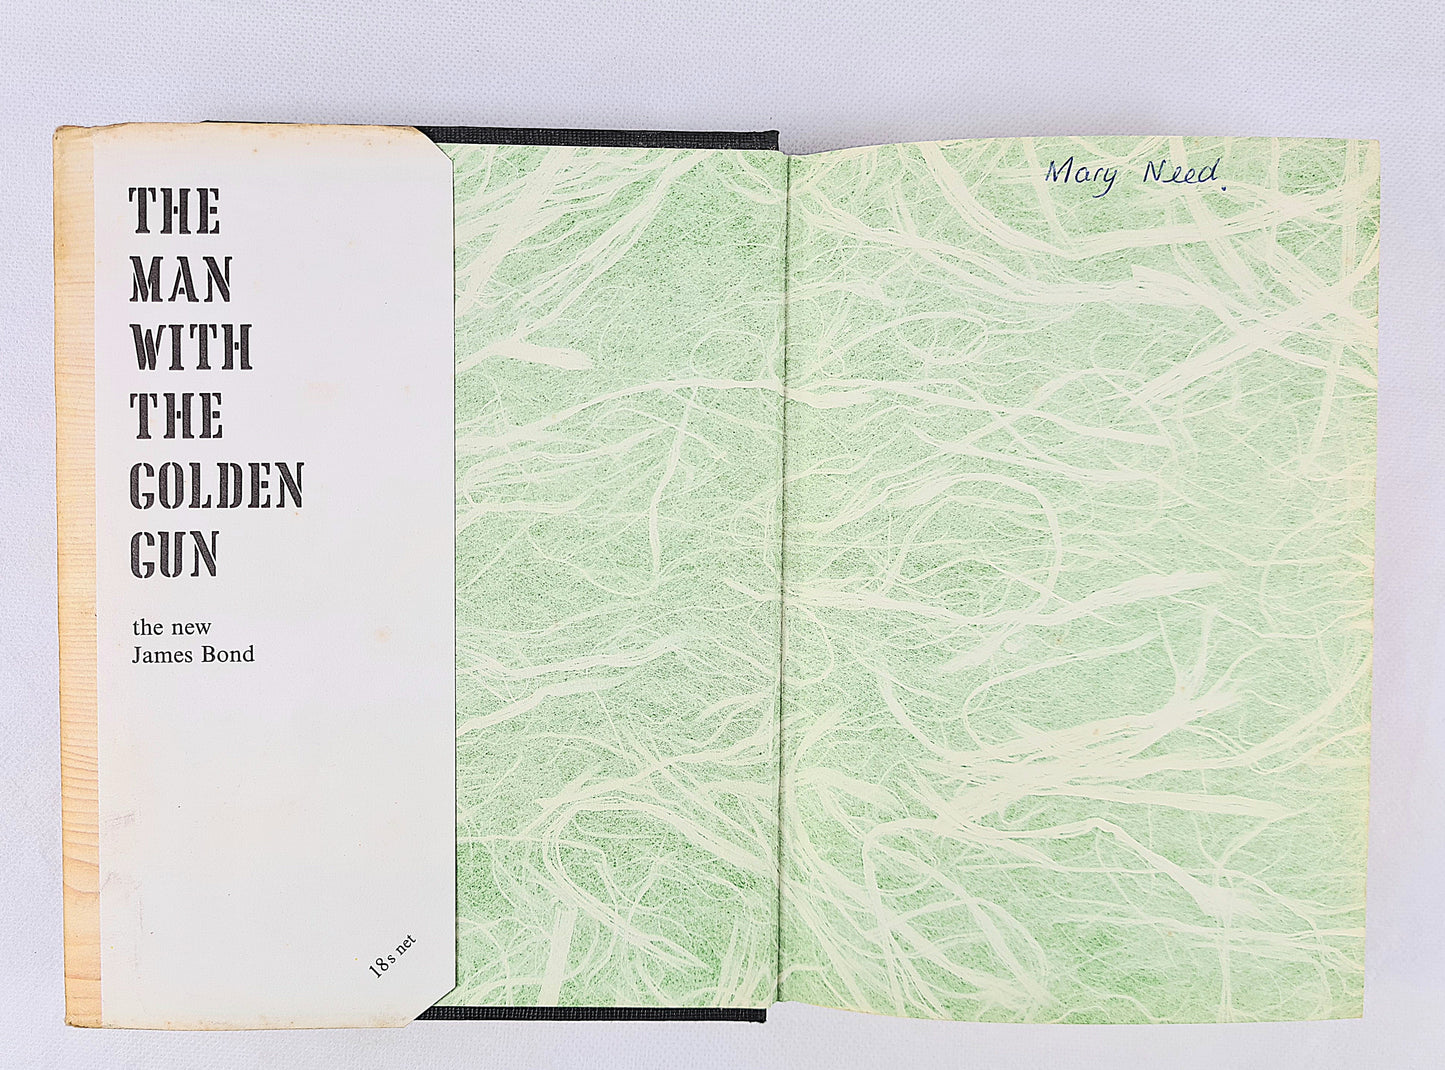 THE
MAN
WITH
THE
GOLDEN
GUN
the new
James Bond
18s net
Mary Need.